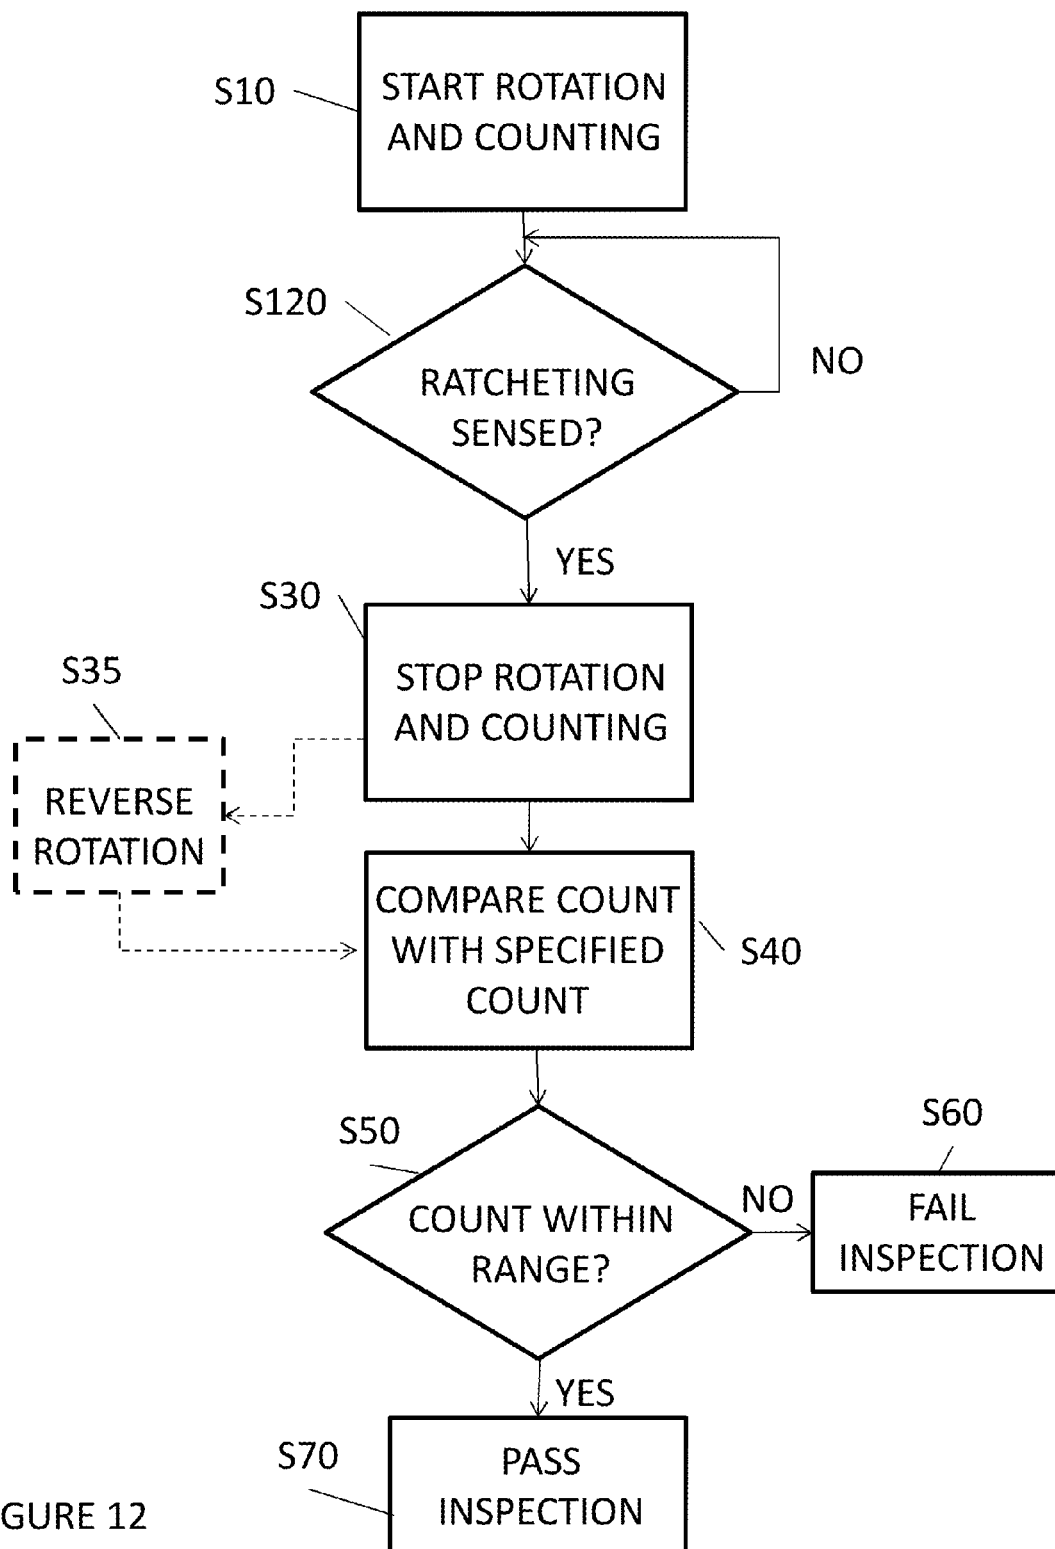 S10
START ROTATION
AND COUNTING
S120
RATCHETING
SENSED?
NO
YES
S30
STOP ROTATION
AND COUNTING
S35
REVERSE
ROTATION
COMPARE COUNT
WITH SPECIFIED
COUNT
S40
S50
COUNT WITHIN
RANGE?
NO
S60
FAIL
INSPECTION
YES
S70
PASS
INSPECTION
GURE 12